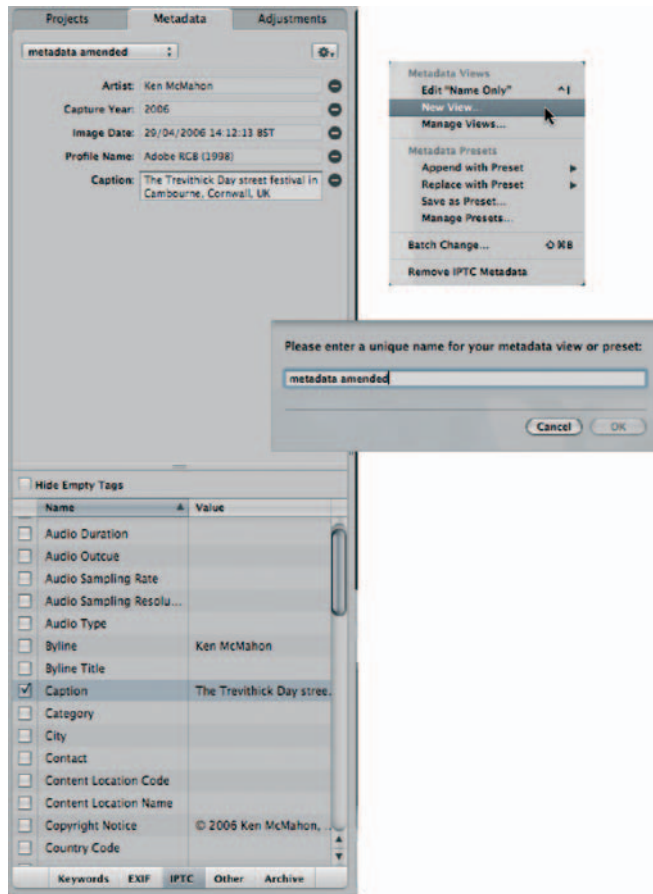 Projects Metadata Adjustments
metadata amended
Artist: Ken McMahon
Capture Year: 2006
Image Date: 29/04/2006 14:12:13 BST
Profile Name: Adobe RGB (1998)
Caption: The Trevithick Day street festival in
Cambourne, Cornwall, UK
Metadata Views
Edit "Name Only" ^I
New View...
Manage Views...
Metadata Presets
Append with Preset
Replace with Preset
Save as Preset...
Manage Presets...
Batch Change... ⇧⌘B
Remove IPTC Metadata
Please enter a unique name for your metadata view or preset:
metadata amended
Cancel OK
Hide Empty Tags
Name Value
Audio Duration
Audio Outcue
Audio Sampling Rate
Audio Sampling Resolu...
Audio Type
Byline Ken McMahon
Byline Title
Caption The Trevithick Day stree...
Category
City
Contact
Content Location Code
Content Location Name
Copyright Notice © 2006 Ken McMahon, ...
Country Code
Keywords EXIF IPTC Other Archive